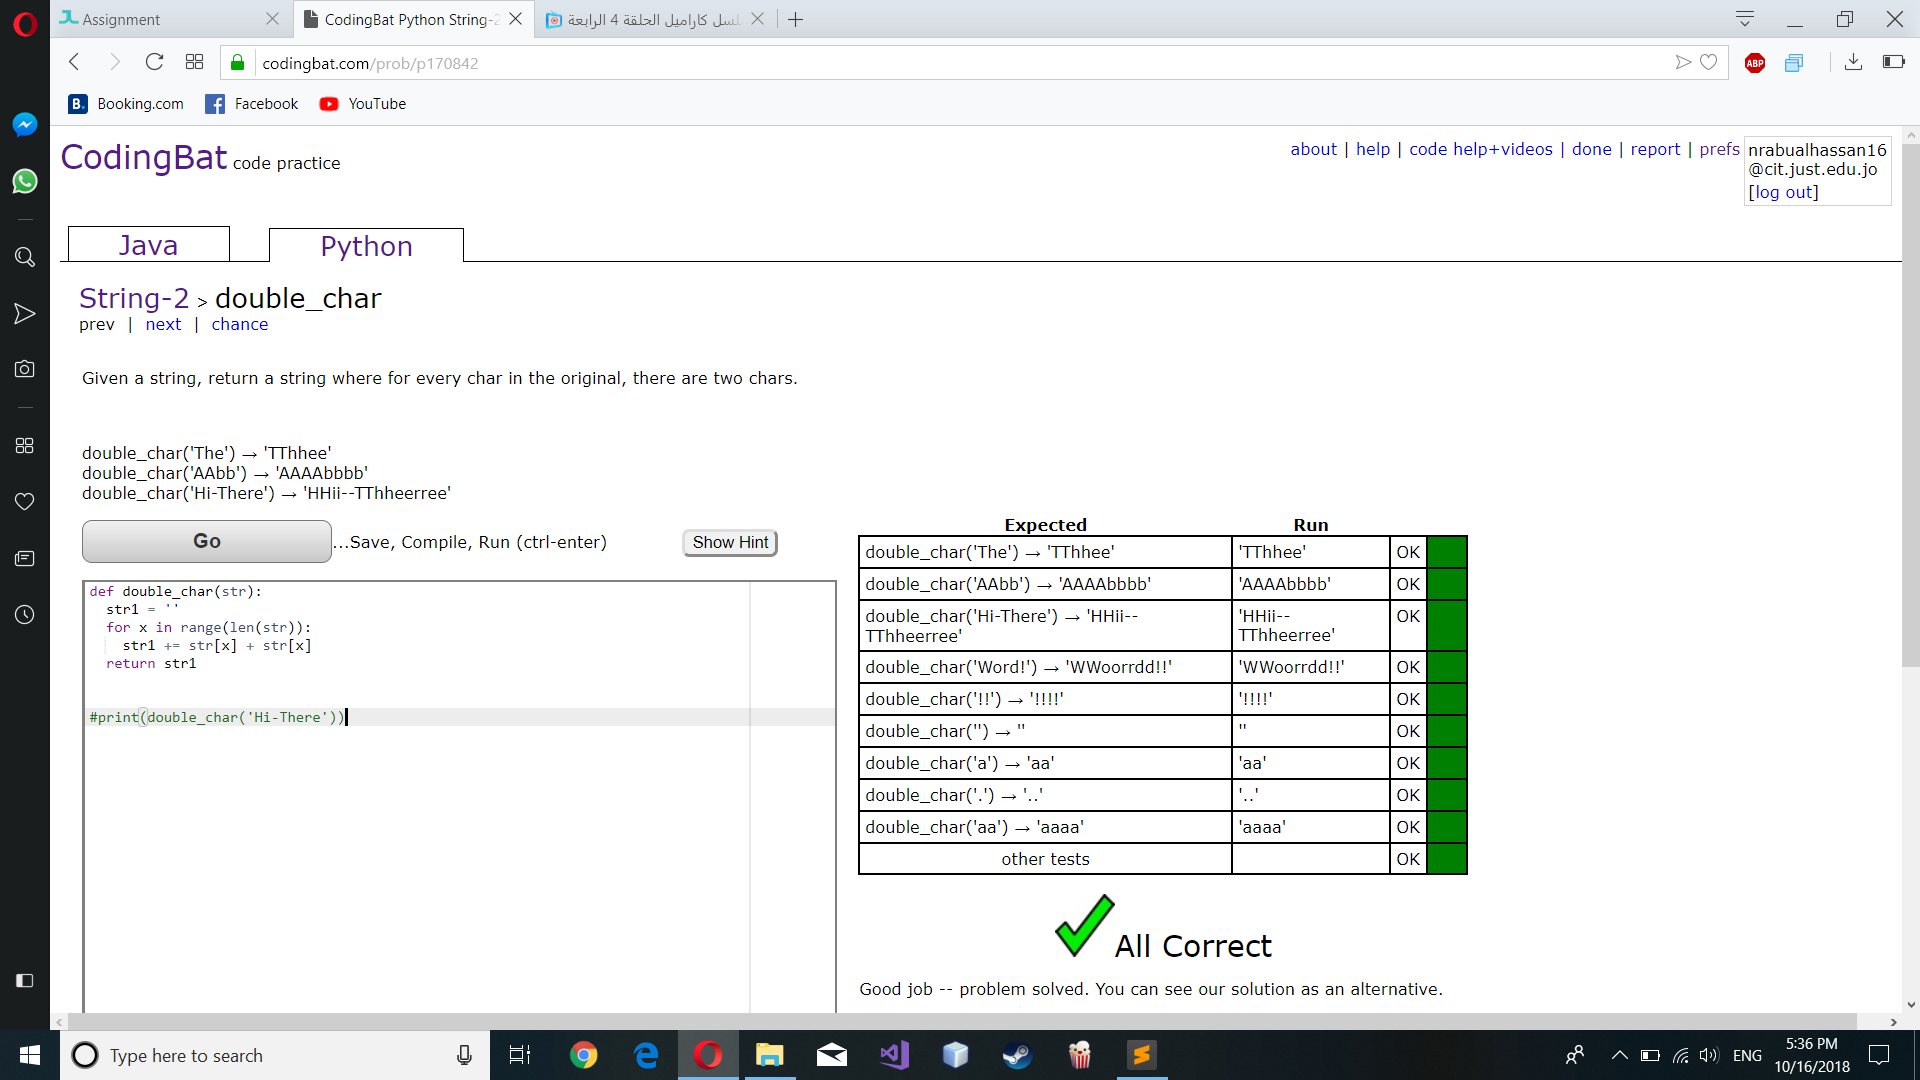 Assignment
CodingBat Python String-2
سلسل كاراميل الحلقة 4 الرابعة
codingbat.com/prob/p170842
ABP
B. Booking.com Facebook YouTube
CodingBat code practice
about | help | code help+videos | done | report | prefs
nrabualhassan16
@cit.just.edu.jo
[log out]
Java
Python
String-2 > double_char
prev | next | chance
Given a string, return a string where for every char in the original, there are two chars.
double_char('The') → 'TThhee'
double_char('AAbb') → 'AAAAbbbb'
double_char('Hi-There') → 'HHii--TThheerree'
Go ...Save, Compile, Run (ctrl-enter) Show Hint
def double_char(str):
  str1 = ''
  for x in range(len(str)):
    str1 += str[x] + str[x]
  return str1
#print(double_char('Hi-There'))
Expected Run
double_char('The') → 'TThhee' 'TThhee' OK
double_char('AAbb') → 'AAAAbbbb' 'AAAAbbbb' OK
double_char('Hi-There') → 'HHii-- 'HHii-- OK
TThheerree' TThheerree'
double_char('Word!') → 'WWoorrdd!!' 'WWoorrdd!!' OK
double_char('!!') → '!!!!' '!!!!' OK
double_char('') → '' '' OK
double_char('a') → 'aa' 'aa' OK
double_char('.') → '..' '..' OK
double_char('aa') → 'aaaa' 'aaaa' OK
other tests OK
All Correct
Good job -- problem solved. You can see our solution as an alternative.
Type here to search
ENG
5:36 PM
10/16/2018